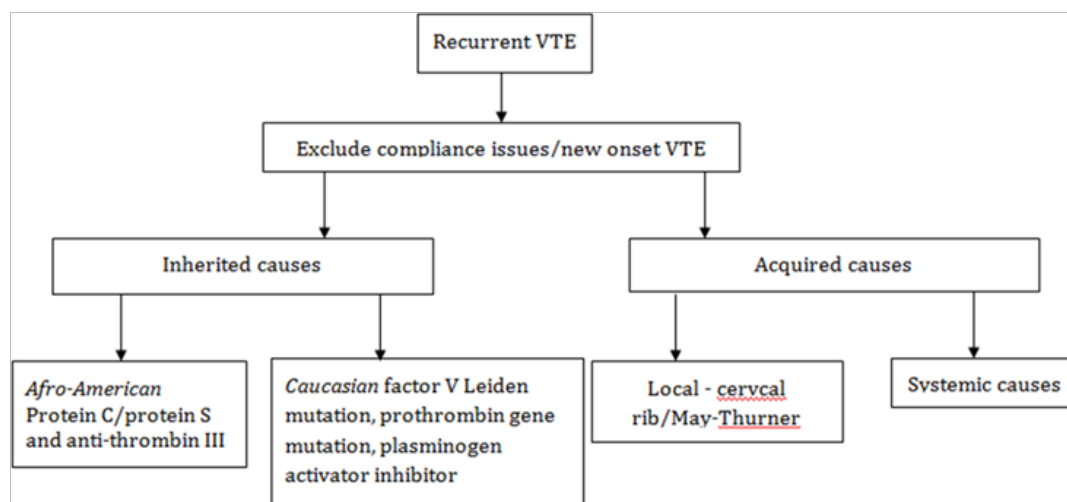 Recurrent VTE
Exclude compliance issues/new onset VTE
Inherited causes
Acquired causes
Afro-American
Protein C/protein S
and anti-thrombin III
Caucasian factor V Leiden
mutation, prothrombin gene
mutation, plasminogen
activator inhibitor
Local - cervcal
rib/May-Thurner
Systemic causes